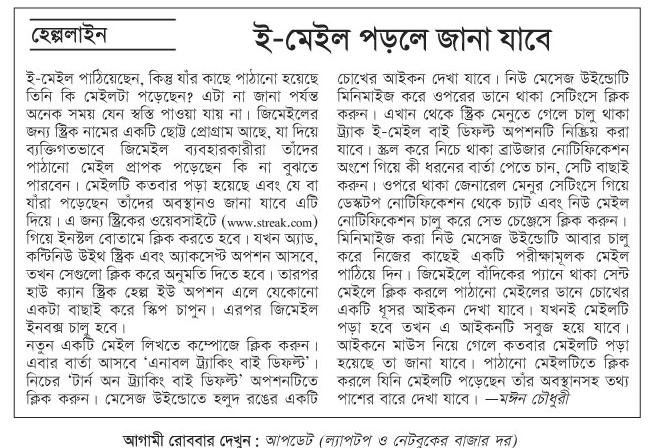 হেল্পলাইন
ই-মেইল পড়লে জানা যাবে
ই-মেইল পাঠিয়েছেন, কিন্তু যাঁর কাছে পাঠানো হয়েছে
তিনি কি মেইলটা পড়েছেন? এটা না জানা পর্যন্ত
অনেক সময় যেন স্বস্তি পাওয়া যায় না। জিমেইলের
জন্য স্ট্রিক নামের একটি ছোট্ট প্রোগ্রাম আছে, যা দিয়ে
ব্যক্তিগতভাবে জিমেইল ব্যবহারকারীরা তাঁদের
পাঠানো মেইল প্রাপক পড়েছেন কি না বুঝতে
পারবেন। মেইলটি কতবার পড়া হয়েছে এবং যে বা
যাঁরা পড়েছেন তাঁদের অবস্থানও জানা যাবে এটি
দিয়ে। এ জন্য স্ট্রিকের ওয়েবসাইটে (www.streak.com)
গিয়ে ইনস্টল বোতামে ক্লিক করতে হবে। যখন অ্যাড,
কন্টিনিউ উইথ স্ট্রিক এবং অ্যাকসেপ্ট অপশন আসবে,
তখন সেগুলো ক্লিক করে অনুমতি দিতে হবে। তারপর
হাউ ক্যান স্ট্রিক হেল্প ইউ অপশন এলে যেকোনো
একটা বাছাই করে স্কিপ চাপুন। এরপর জিমেইল
ইনবক্স চালু হবে।
নতুন একটি মেইল লিখতে কম্পোজে ক্লিক করুন।
এবার বার্তা আসবে ‘এনাবল ট্র্যাকিং বাই ডিফল্ট’।
নিচের ‘টার্ন অন ট্র্যাকিং বাই ডিফল্ট’ অপশনটিতে
ক্লিক করুন। মেসেজ উইন্ডোতে হলুদ রঙের একটি
চোখের আইকন দেখা যাবে। নিউ মেসেজ উইন্ডোটি
মিনিমাইজ করে ওপরের ডানে থাকা সেটিংসে ক্লিক
করুন। এখান থেকে স্ট্রিক মেনুতে গেলে চালু থাকা
ট্র্যাক ই-মেইল বাই ডিফল্ট অপশনটি নিষ্ক্রিয় করা
যাবে। স্ক্রল করে নিচে থাকা ব্রাউজার নোটিফিকেশন
অংশে গিয়ে কী ধরনের বার্তা পেতে চান, সেটি বাছাই
করুন। ওপরে থাকা জেনারেল মেনুর সেটিংসে গিয়ে
ডেস্কটপ নোটিফিকেশন থেকে চ্যাট এবং নিউ মেইল
নোটিফিকেশন চালু করে সেভ চেঞ্জেসে ক্লিক করুন।
মিনিমাইজ করা নিউ মেসেজ উইন্ডোটি আবার চালু
করে নিজের কাছেই একটি পরীক্ষামূলক মেইল
পাঠিয়ে দিন। জিমেইলে বাঁদিকের প্যানে থাকা সেন্ট
মেইলে ক্লিক করলে পাঠানো মেইলের ডানে চোখের
একটি ধূসর আইকন দেখা যাবে। যখনই মেইলটি
পড়া হবে তখন এ আইকনটি সবুজ হয়ে যাবে।
আইকনে মাউস নিয়ে গেলে কতবার মেইলটি পড়া
হয়েছে তা জানা যাবে। পাঠানো মেইলটিতে ক্লিক
করলে যিনি মেইলটি পড়েছেন তাঁর অবস্থানসহ তথ্য
পাশের বারে দেখা যাবে। —মঈন চৌধুরী
আগামী রোববার দেখুন : আপডেট (ল্যাপটপ ও নেটবুকের বাজার দর)